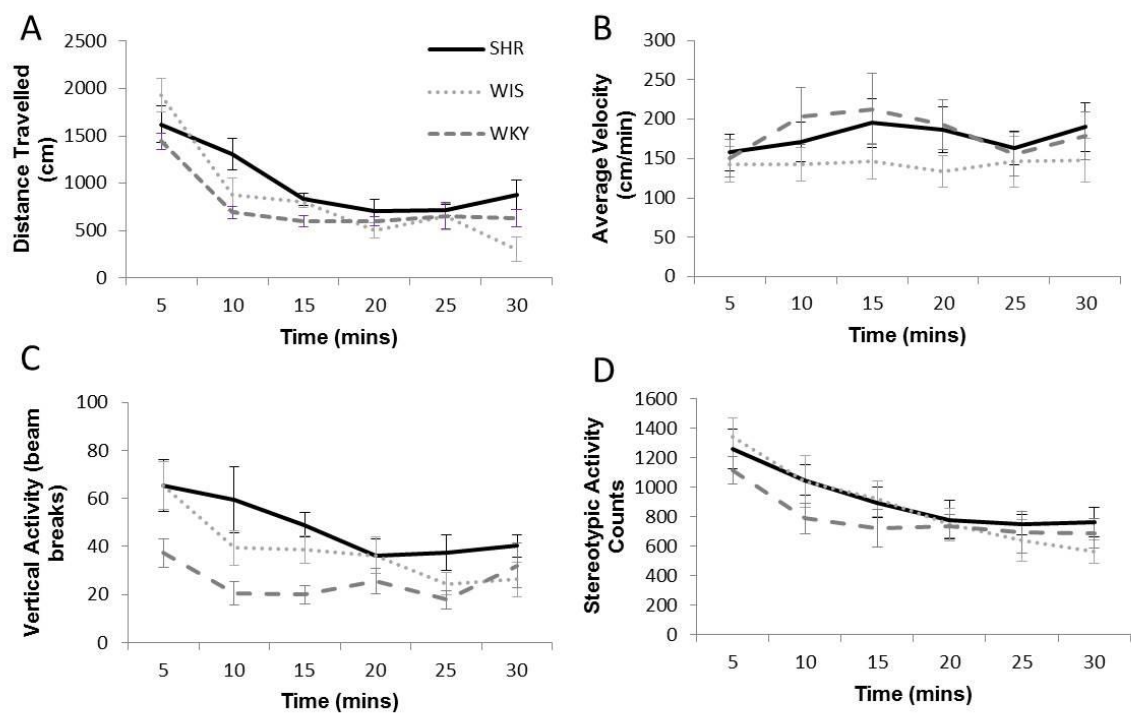 A
2500
2000
1500
1000
500
0
Distance Travelled
(cm)
5 10 15 20 25 30
Time (mins)
SHR
WIS
WKY
B
300
250
200
150
100
50
0
Average Velocity
(cm/min)
5 10 15 20 25 30
Time (mins)
C
100
80
60
40
20
0
Vertical Activity (beam
breaks)
5 10 15 20 25 30
Time (mins)
D
1600
1400
1200
1000
800
600
400
200
0
Stereotypic Activity
Counts
5 10 15 20 25 30
Time (mins)